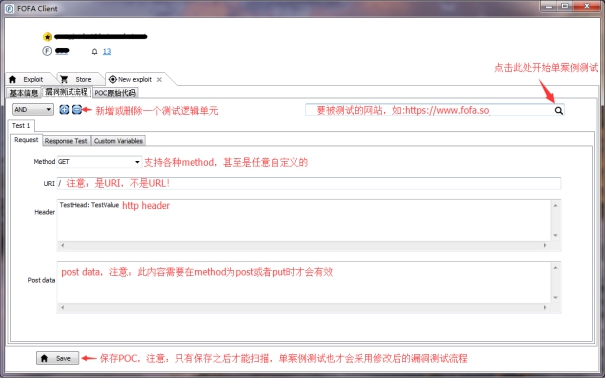 FOFA Client
13
点击此处开始单案例测试
Exploit
Store
New exploit
基本信息
漏洞测试流程
POC原始代码
AND
新增或删除一个测试逻辑单元
要被测试的网站，如:https://www.fofa.so
Test 1
Request
Response Test
Custom Variables
Method GET
支持各种method，甚至是任意自定义的
URI / 注意：是URI，不是URL!
Header
TestHead: TestValue http header
Post data
post data，注意：此内容需要在method为post或者put时才会有效
Save
保存POC，注意：只有保存之后才能扫描，单案例测试也才会采用修改后的漏洞测试流程